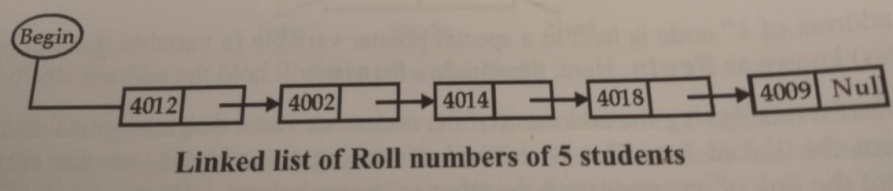 Begin
4012 4002 4014 4018 4009 Nul
Linked list of Roll numbers of 5 students